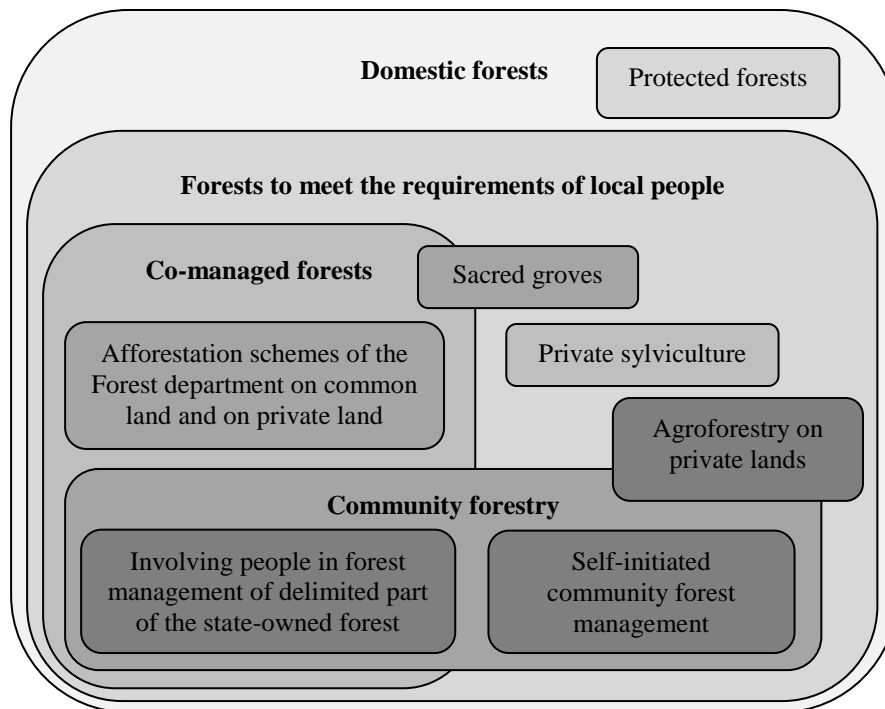 Domestic forests
Protected forests
Forests to meet the requirements of local people
Co-managed forests
Sacred groves
Afforestation schemes of the
Forest department on common
land and on private land
Private sylviculture
Agroforestry on
private lands
Community forestry
Involving people in forest
management of delimited part
of the state-owned forest
Self-initiated
community forest
management